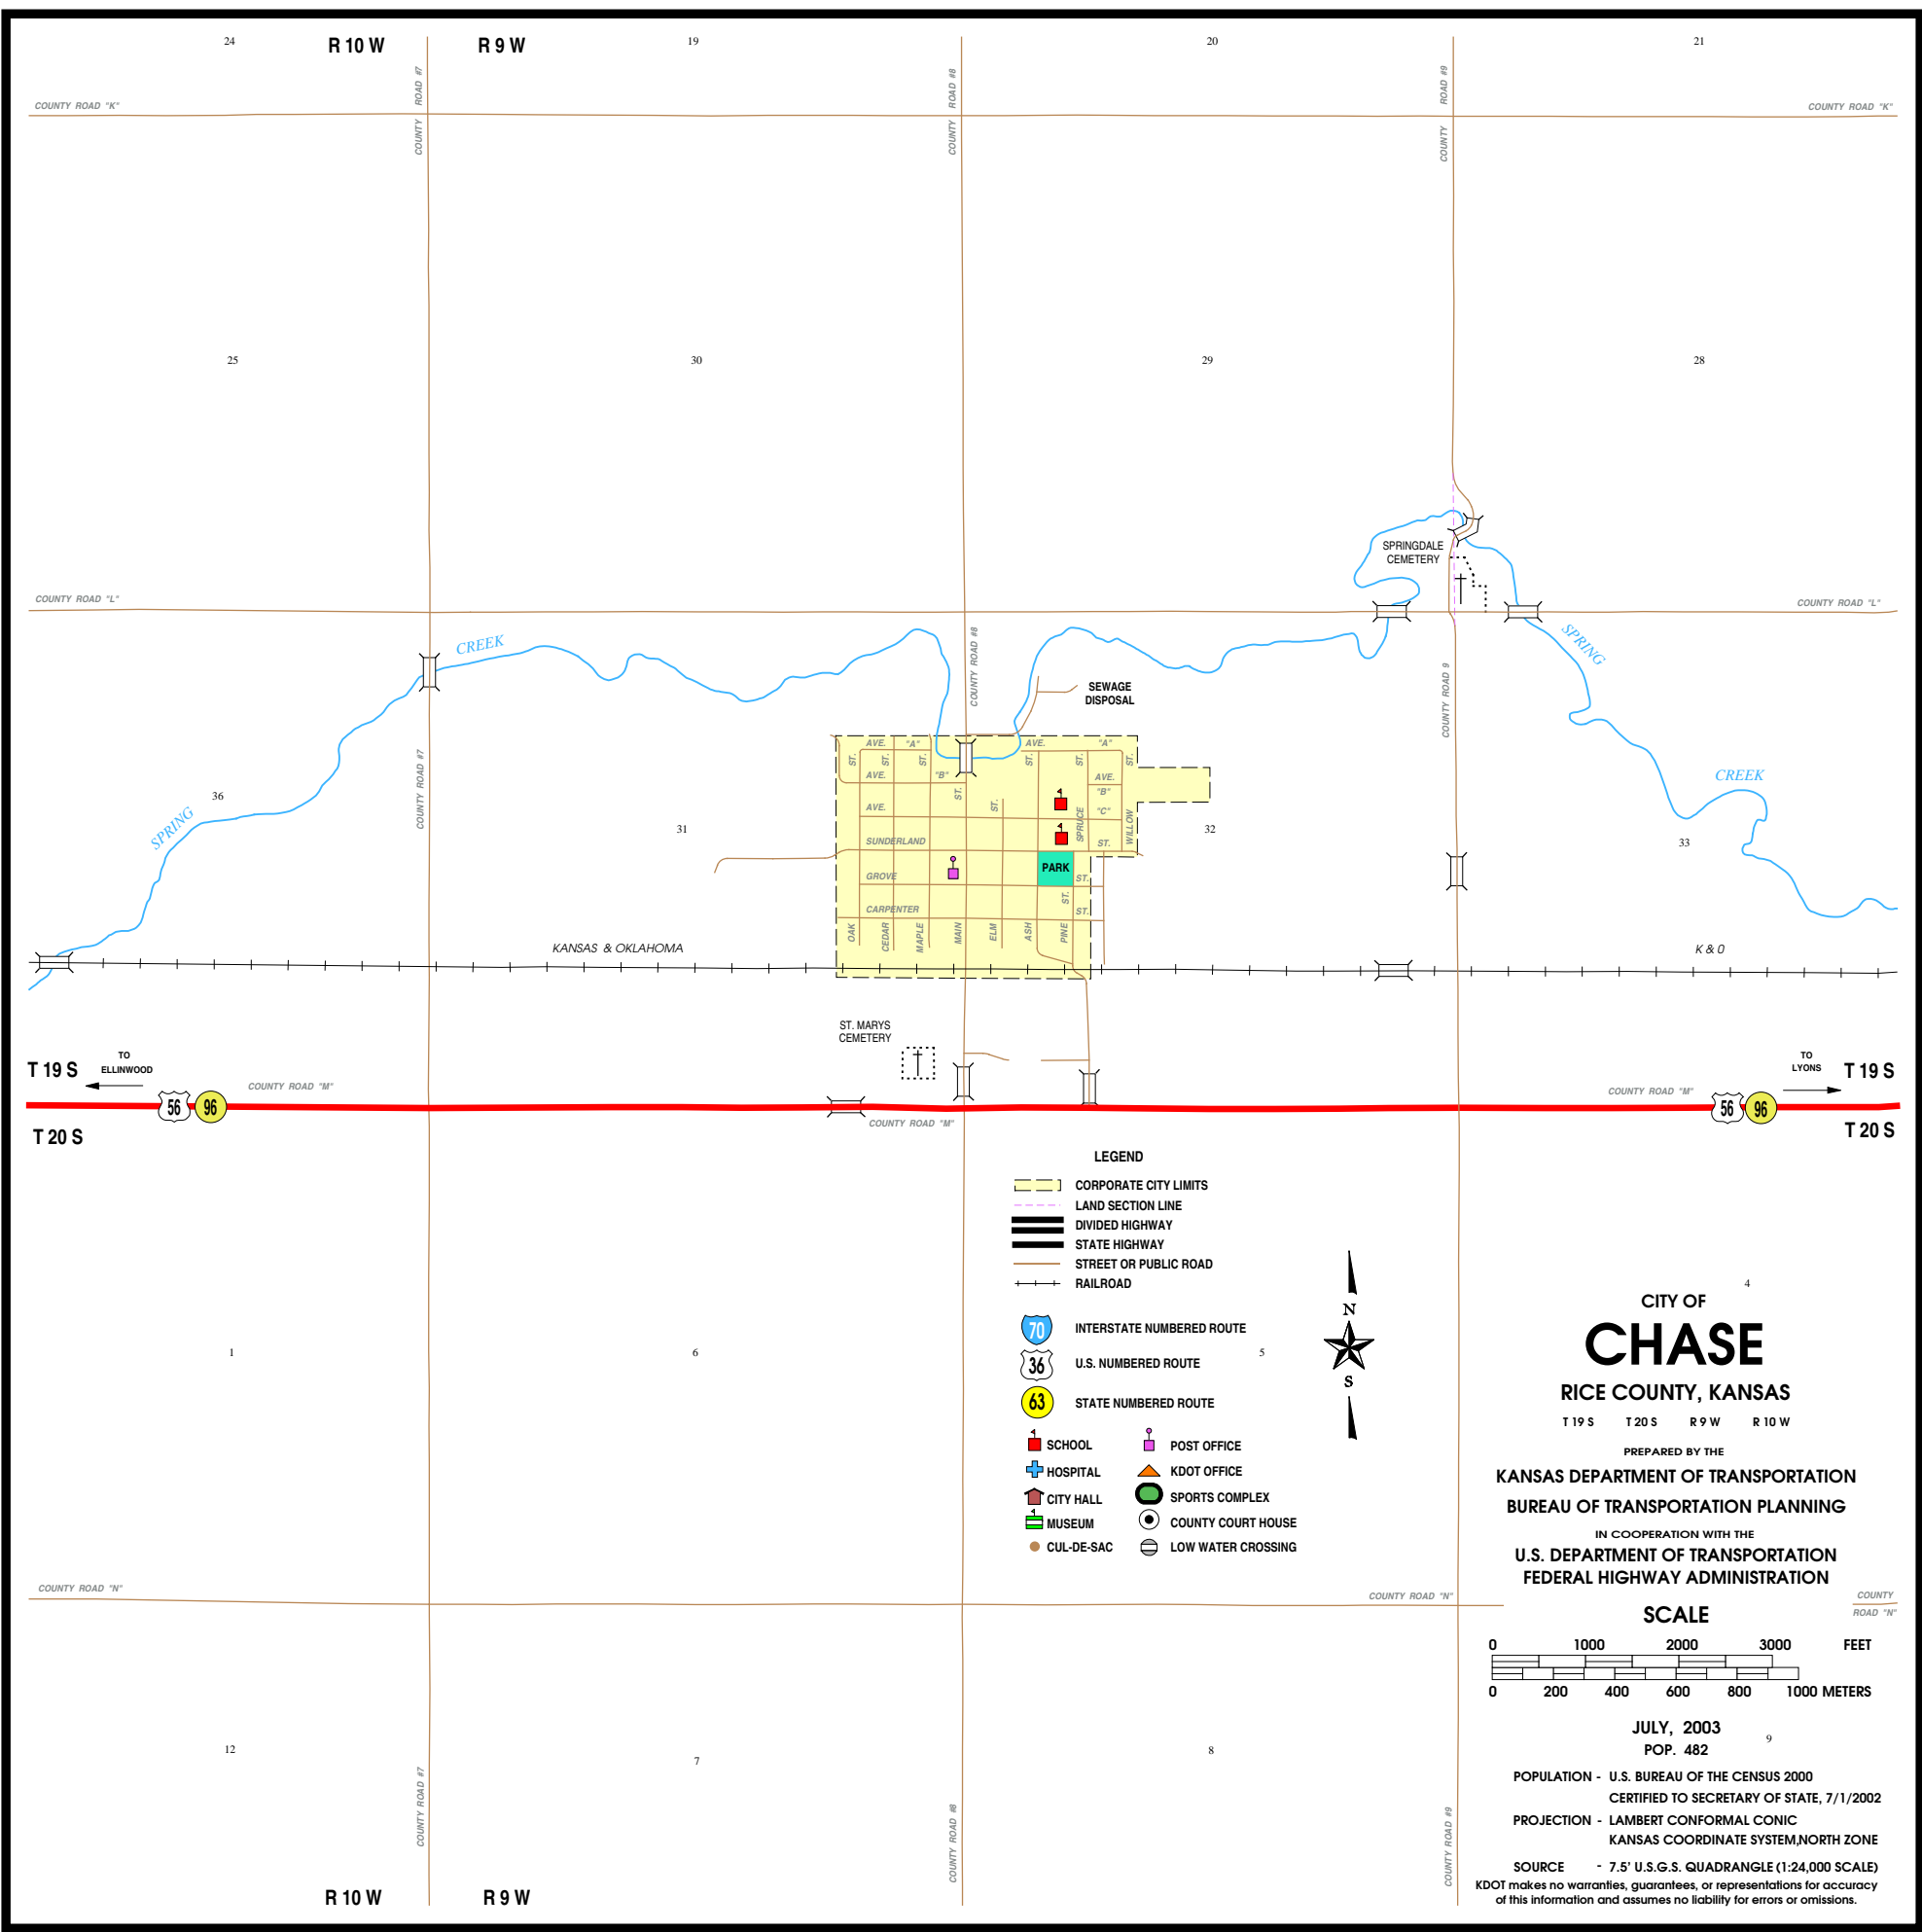 24
R 10 W
R 9 W
19
20
21
COUNTY ROAD #7
COUNTY ROAD #8
COUNTY ROAD #9
COUNTY ROAD "K"
COUNTY ROAD "K"
25
30
29
28
SPRINGDALE
CEMETERY
COUNTY ROAD "L"
COUNTY ROAD "L"
CREEK
SPRING
COUNTY ROAD #8
COUNTY ROAD 9
SEWAGE
DISPOSAL
COUNTY ROAD #7
AVE. "A"
AVE. "A"
ST.
ST.
ST.
ST.
ST.
ST.
AVE. "B"
AVE.
"B"
ST.
ST.
AVE.
"C"
SPRUCE
WILLOW
SUNDERLAND
ST.
36
SPRING
31
32
33
CREEK
PARK
GROVE
ST.
ST.
CARPENTER
ST.
OAK
CEDAR
MAPLE
MAIN
ELM
ASH
PINE
KANSAS & OKLAHOMA
K & O
ST. MARYS
CEMETERY
T 19 S
TO
ELLINWOOD
TO
LYONS
T 19 S
COUNTY ROAD "M"
COUNTY ROAD "M"
56
96
56
96
T 20 S
COUNTY ROAD "M"
T 20 S
LEGEND
CORPORATE CITY LIMITS
LAND SECTION LINE
DIVIDED HIGHWAY
STATE HIGHWAY
STREET OR PUBLIC ROAD
RAILROAD
70
INTERSTATE NUMBERED ROUTE
36
U.S. NUMBERED ROUTE
63
STATE NUMBERED ROUTE
SCHOOL
POST OFFICE
HOSPITAL
KDOT OFFICE
CITY HALL
SPORTS COMPLEX
MUSEUM
COUNTY COURT HOUSE
CUL-DE-SAC
LOW WATER CROSSING
N
S
1
6
5
4
CITY OF
CHASE
RICE COUNTY, KANSAS
T 19 S T 20 S R 9 W R 10 W
PREPARED BY THE
KANSAS DEPARTMENT OF TRANSPORTATION
BUREAU OF TRANSPORTATION PLANNING
IN COOPERATION WITH THE
U.S. DEPARTMENT OF TRANSPORTATION
FEDERAL HIGHWAY ADMINISTRATION
COUNTY ROAD "N"
COUNTY ROAD "N"
COUNTY
ROAD "N"
SCALE
0 1000 2000 3000 FEET
0 200 400 600 800 1000 METERS
12
7
8
9
JULY, 2003
POP. 482
POPULATION - U.S. BUREAU OF THE CENSUS 2000
CERTIFIED TO SECRETARY OF STATE, 7/1/2002
PROJECTION - LAMBERT CONFORMAL CONIC
KANSAS COORDINATE SYSTEM,NORTH ZONE
SOURCE - 7.5' U.S.G.S. QUADRANGLE (1:24,000 SCALE)
KDOT makes no warranties, guarantees, or representations for accuracy
of this information and assumes no liability for errors or omissions.
COUNTY ROAD #7
COUNTY ROAD #8
COUNTY ROAD #9
R 10 W
R 9 W